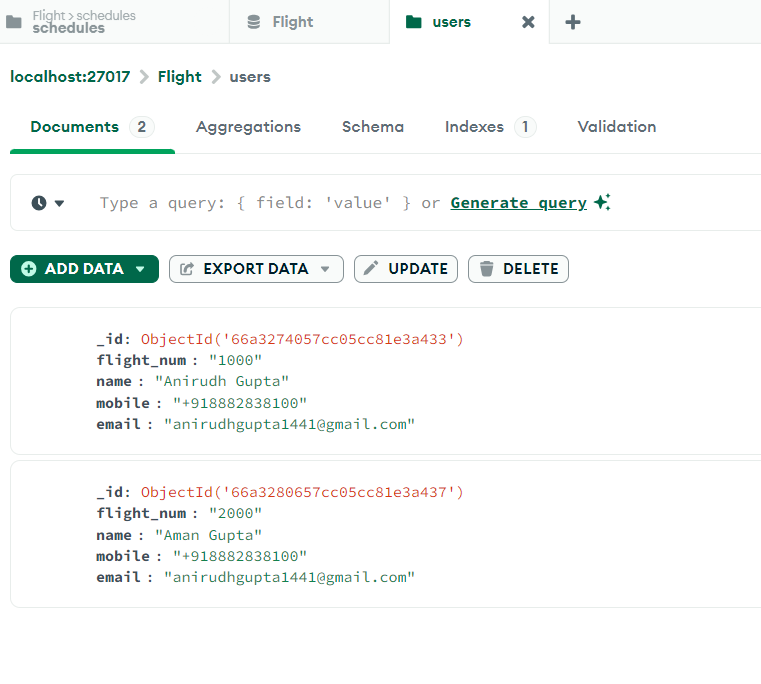 Flight > schedules
schedules
Flight
users
localhost:27017 > Flight > users
Documents 2 Aggregations Schema Indexes 1 Validation
Type a query: { field: 'value' } or Generate query
ADD DATA EXPORT DATA UPDATE DELETE
_id: ObjectId('66a3274057cc05cc81e3a433')
flight_num : "1000"
name : "Anirudh Gupta"
mobile : "+918882838100"
email : "anirudhgupta1441@gmail.com"
_id: ObjectId('66a3280657cc05cc81e3a437')
flight_num : "2000"
name : "Aman Gupta"
mobile : "+918882838100"
email : "anirudhgupta1441@gmail.com"